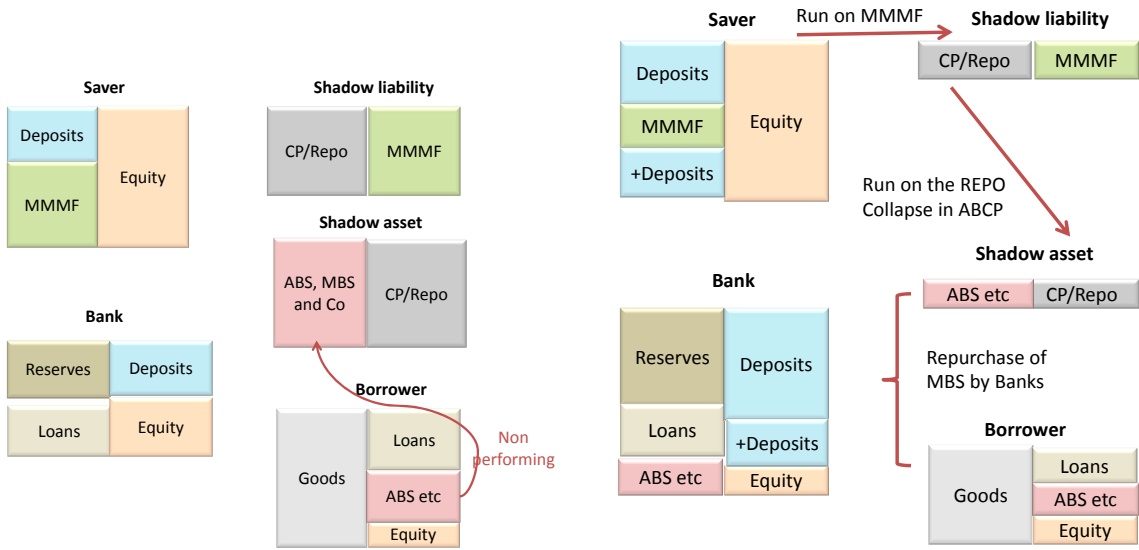 Saver
Deposits
MMMF
Equity
Bank
Reserves
Deposits
Loans
Equity
Shadow liability
CP/Repo
MMMF
Shadow asset
ABS, MBS
and Co
CP/Repo
Borrower
Goods
Loans
ABS etc
Equity
Non
performing
Saver
Run on MMMF
Shadow liability
Deposits
MMMF
+Deposits
Equity
CP/Repo
MMMF
Run on the REPO
Collapse in ABCP
Shadow asset
ABS etc
CP/Repo
Bank
Reserves
Deposits
Loans
+Deposits
ABS etc
Equity
Repurchase of
MBS by Banks
Borrower
Goods
Loans
ABS etc
Equity